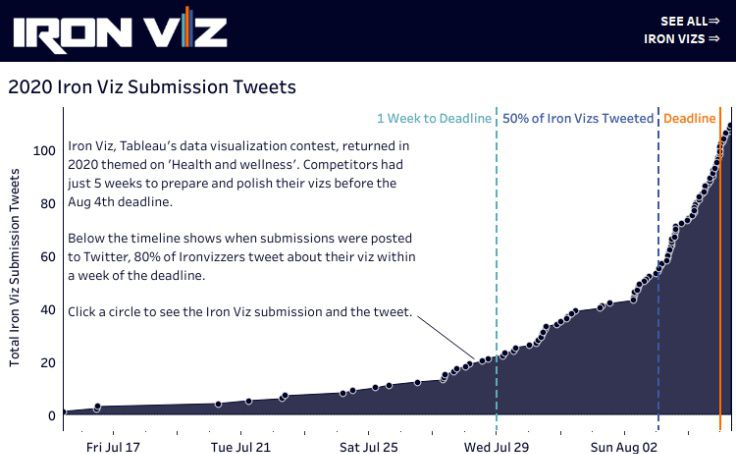 IRON VIZ
SEE ALL⇒
IRON VIZS ⇒
2020 Iron Viz Submission Tweets
1 Week to Deadline
50% of Iron Vizs Tweeted
Deadline
Iron Viz, Tableau's data visualization contest, returned in
2020 themed on 'Health and wellness'. Competitors had
just 5 weeks to prepare and polish their vizs before the
Aug 4th deadline.
Below the timeline shows when submissions were posted
to Twitter, 80% of Ironvizzers tweet about their viz within
a week of the deadline.
Click a circle to see the Iron Viz submission and the tweet.
Total Iron Viz Submission Tweets
100
80
60
40
20
0
Fri Jul 17
Tue Jul 21
Sat Jul 25
Wed Jul 29
Sun Aug 02